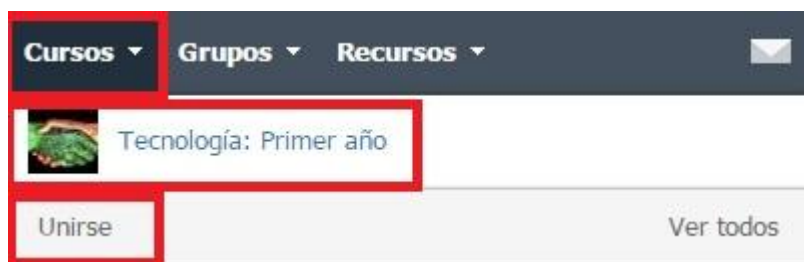 Cursos Grupos Recursos
Tecnología: Primer año
Unirse Ver todos